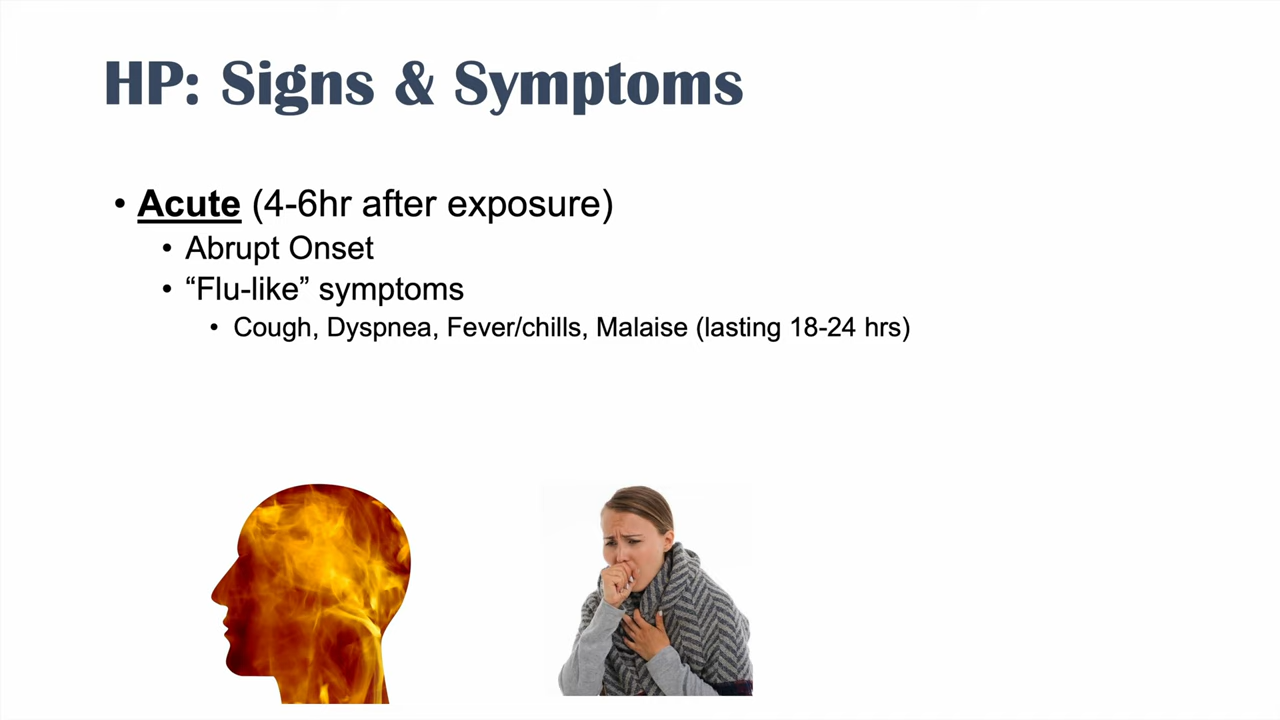 HP: Signs & Symptoms
• Acute (4-6hr after exposure)
• Abrupt Onset
• “Flu-like” symptoms
• Cough, Dyspnea, Fever/chills, Malaise (lasting 18-24 hrs)